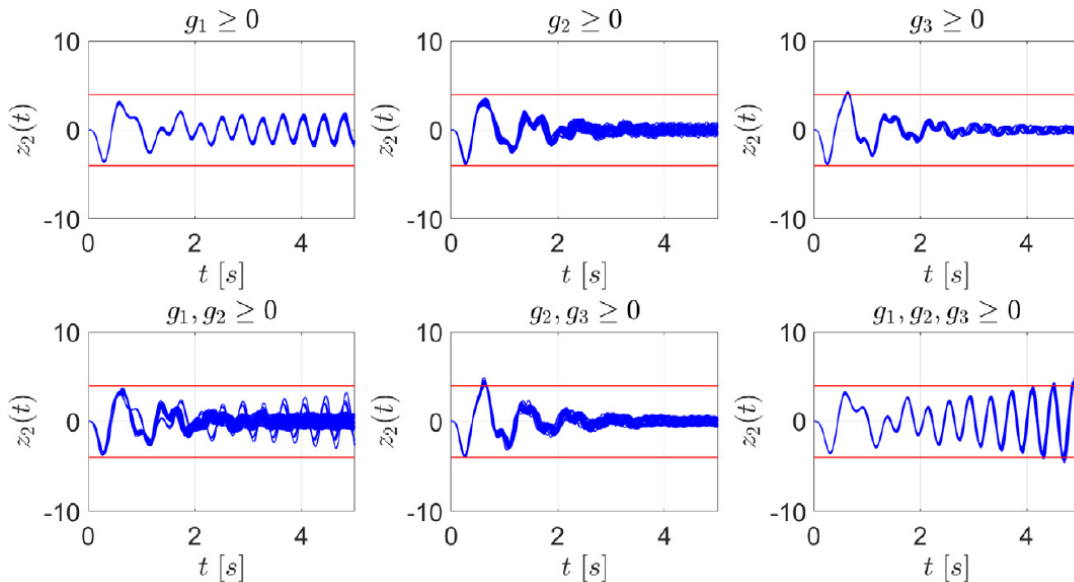 g₁ ≥ 0
10
0
-10
z₂(t)
0 2 4
t [s]
g₂ ≥ 0
10
0
-10
z₂(t)
0 2 4
t [s]
g₃ ≥ 0
10
0
-10
z₂(t)
0 2 4
t [s]
g₁, g₂ ≥ 0
10
0
-10
z₂(t)
0 2 4
t [s]
g₂, g₃ ≥ 0
10
0
-10
z₂(t)
0 2 4
t [s]
g₁, g₂, g₃ ≥ 0
10
0
-10
z₂(t)
0 2 4
t [s]